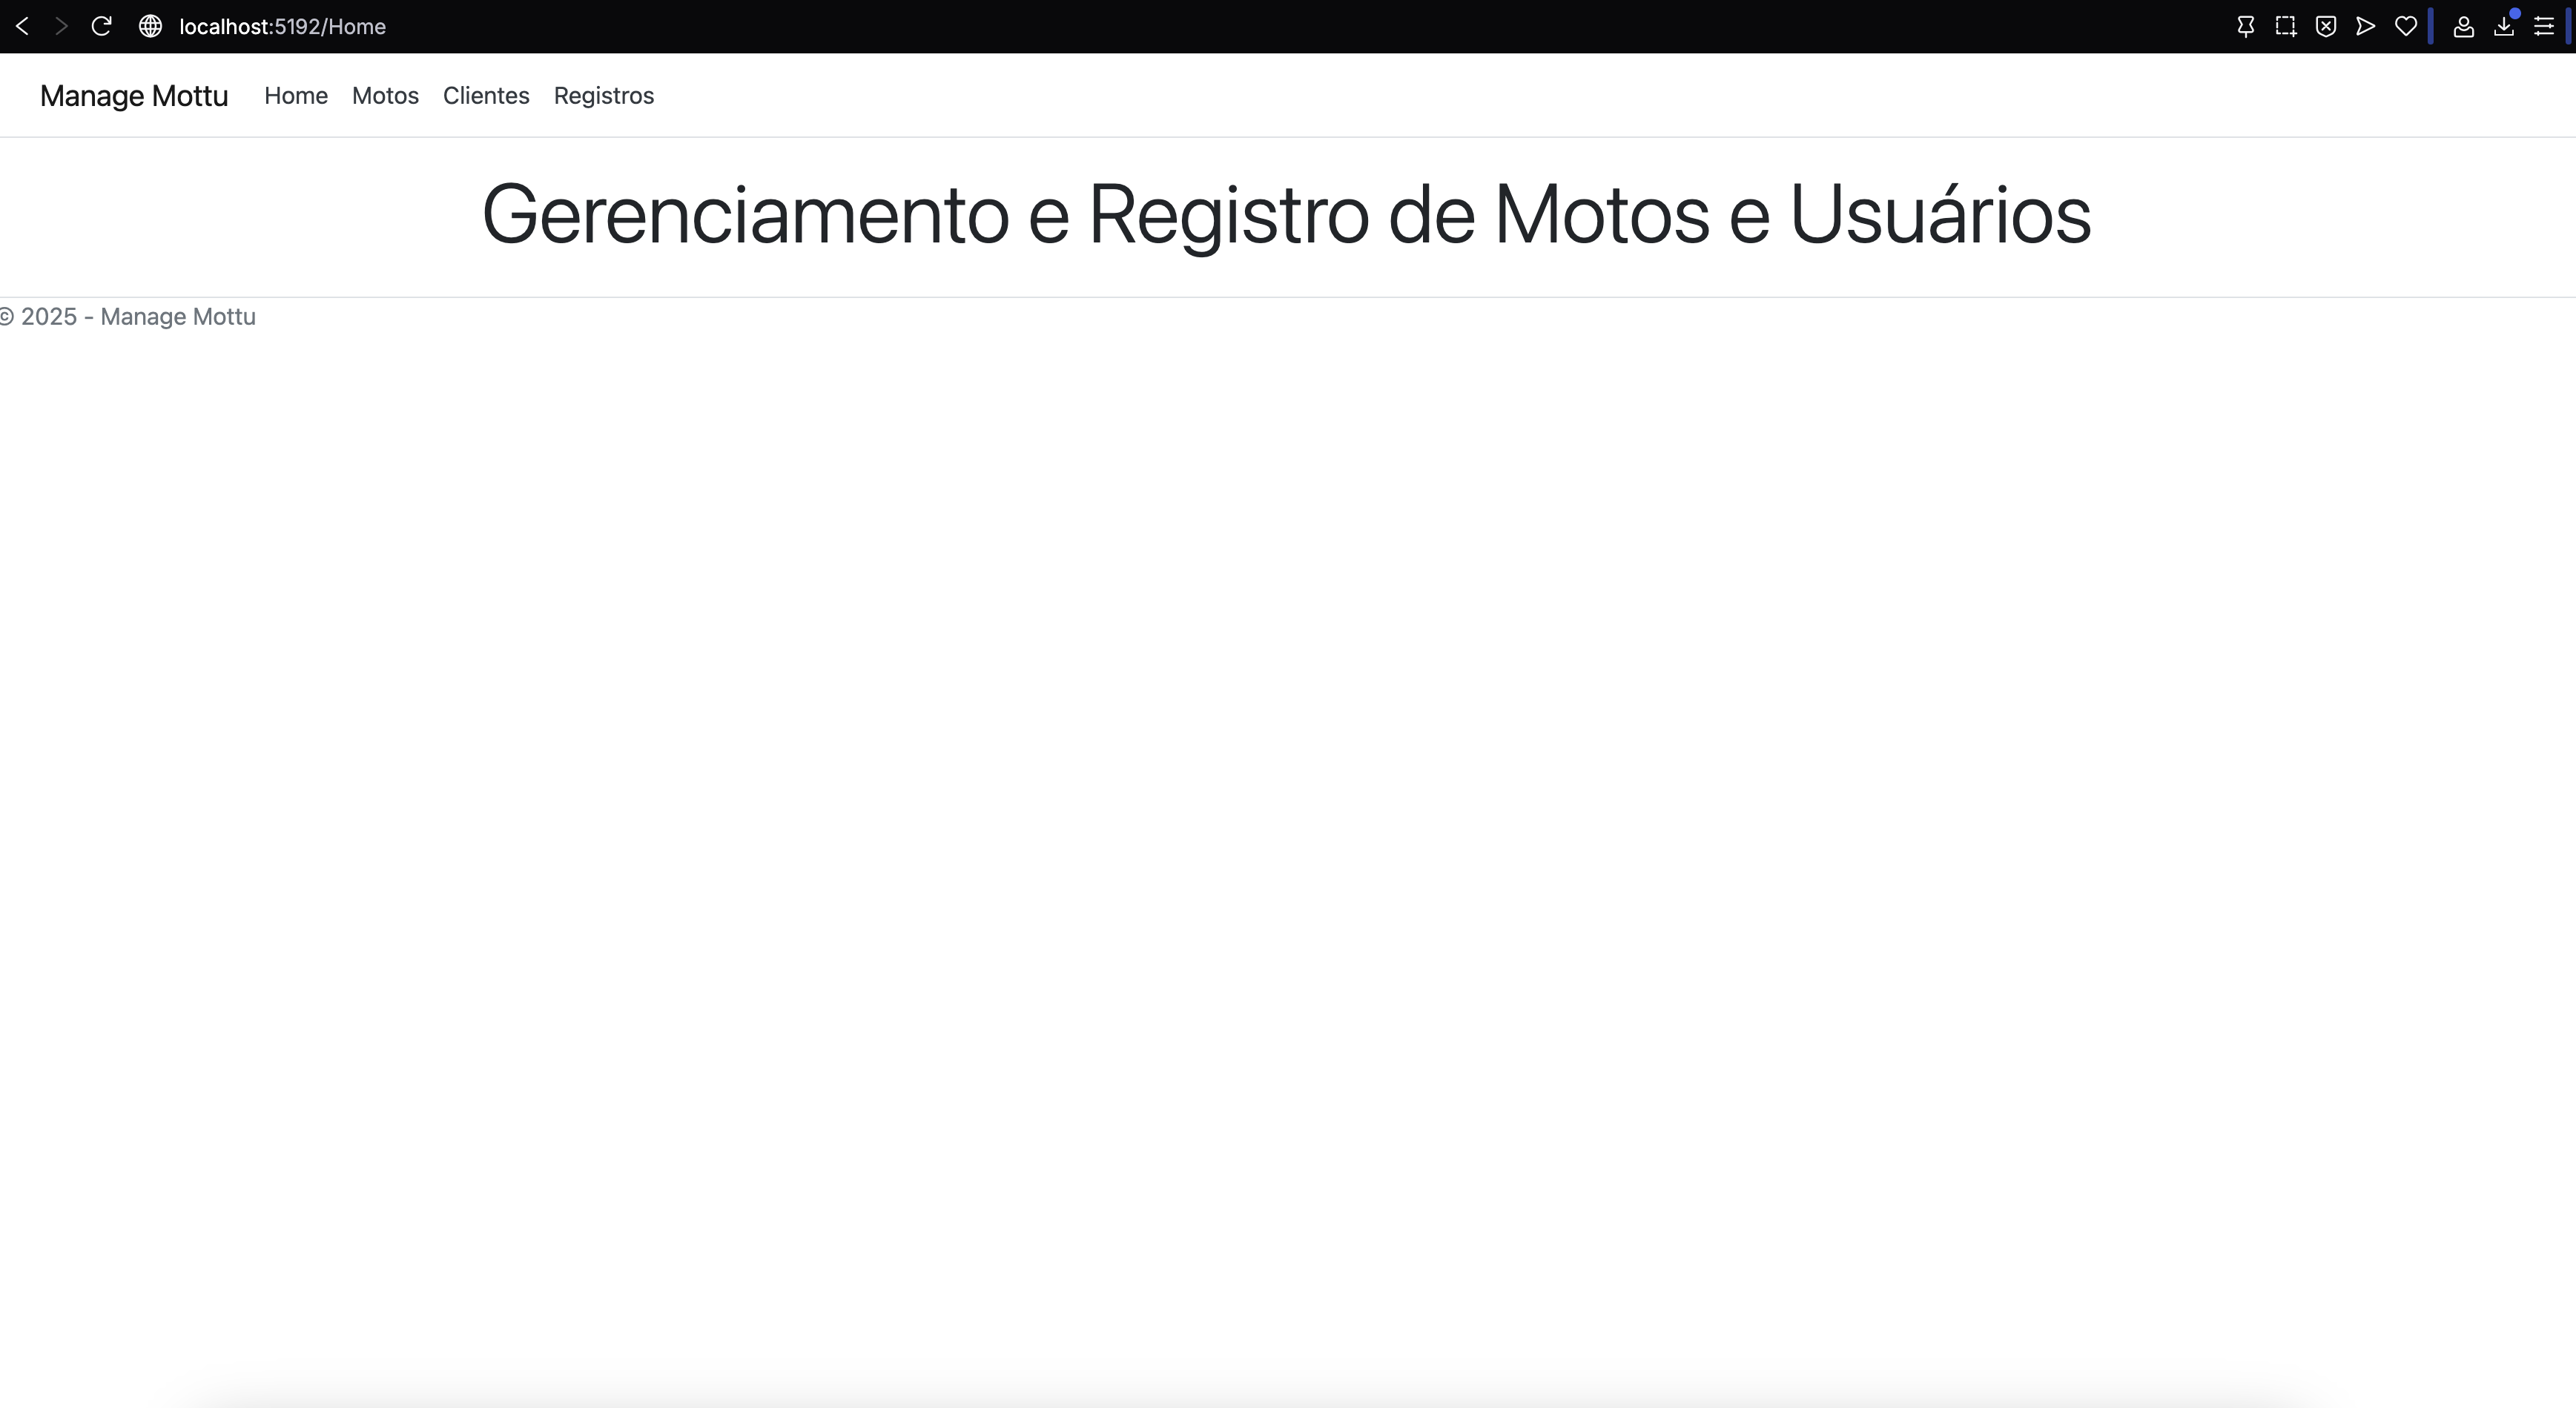 localhost:5192/Home
Manage Mottu Home Motos Clientes Registros
Gerenciamento e Registro de Motos e Usuários
© 2025 - Manage Mottu